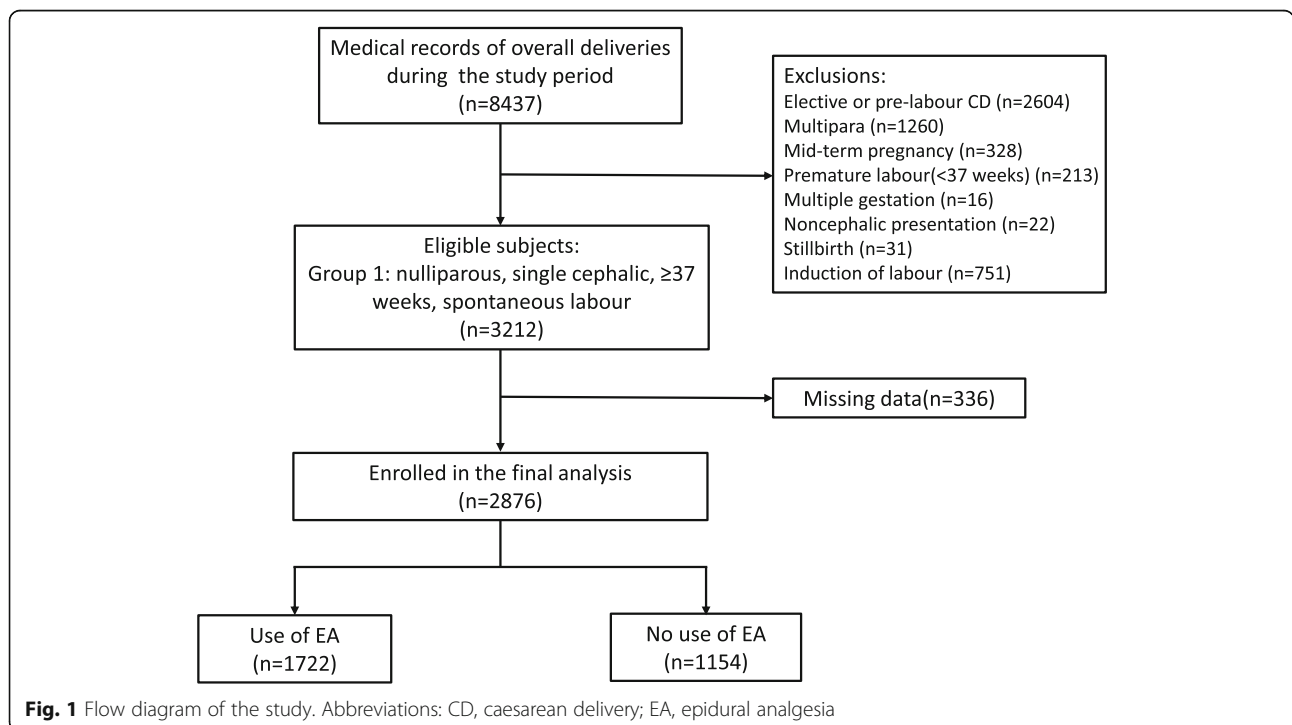 Medical records of overall deliveries
during the study period
(n=8437)
Exclusions:
Elective or pre-labour CD (n=2604)
Multipara (n=1260)
Mid-term pregnancy (n=328)
Premature labour(<37 weeks) (n=213)
Multiple gestation (n=16)
Noncephalic presentation (n=22)
Stillbirth (n=31)
Induction of labour (n=751)
Eligible subjects:
Group 1: nulliparous, single cephalic, ≥37
weeks, spontaneous labour
(n=3212)
Missing data(n=336)
Enrolled in the final analysis
(n=2876)
Use of EA
(n=1722)
No use of EA
(n=1154)
Fig. 1 Flow diagram of the study. Abbreviations: CD, caesarean delivery; EA, epidural analgesia